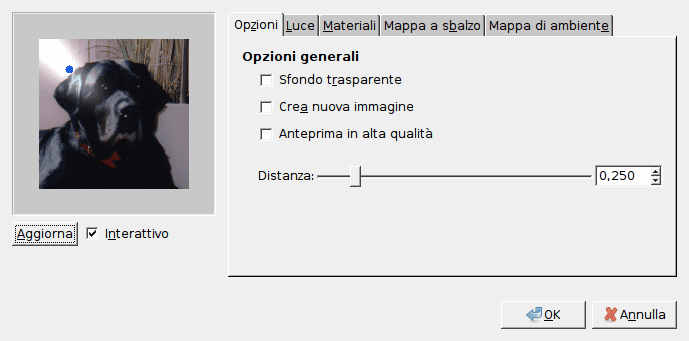 Opzioni Luce Materiali Mappa a sbalzo Mappa di ambiente
Opzioni generali
Sfondo trasparente
Crea nuova immagine
Anteprima in alta qualità
Distanza: 0,250
Aggiorna Interattivo
OK Annulla